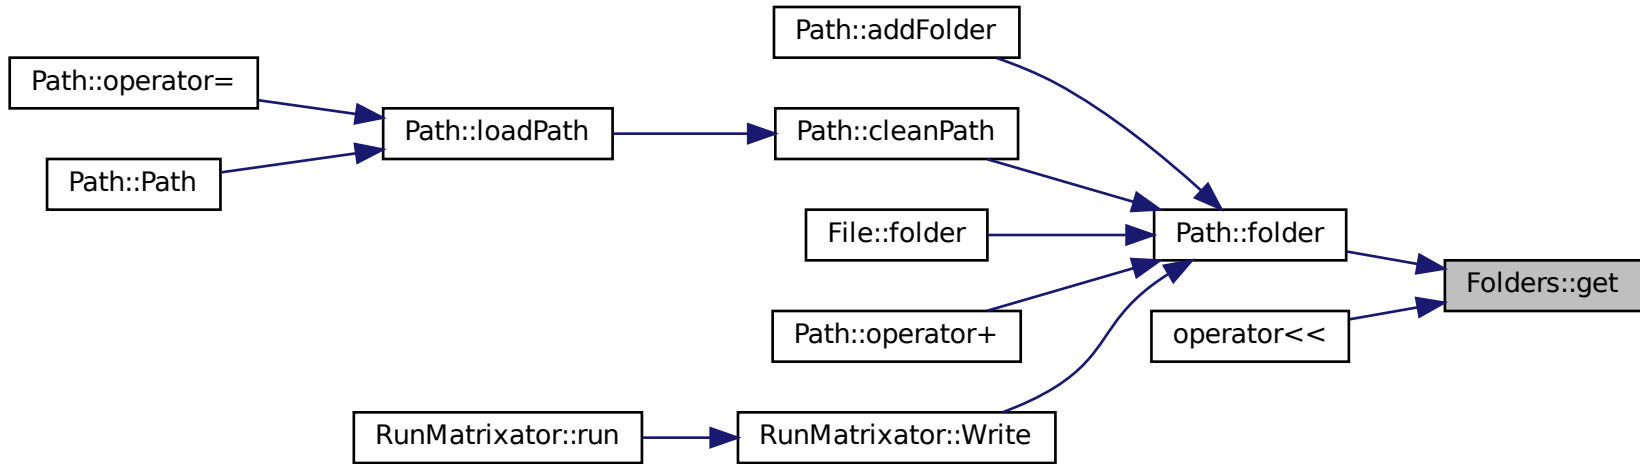 Path::addFolder
Path::operator=
Path::loadPath
Path::cleanPath
Path::Path
File::folder
Path::folder
Folders::get
Path::operator+
operator<<
RunMatrixator::run
RunMatrixator::Write